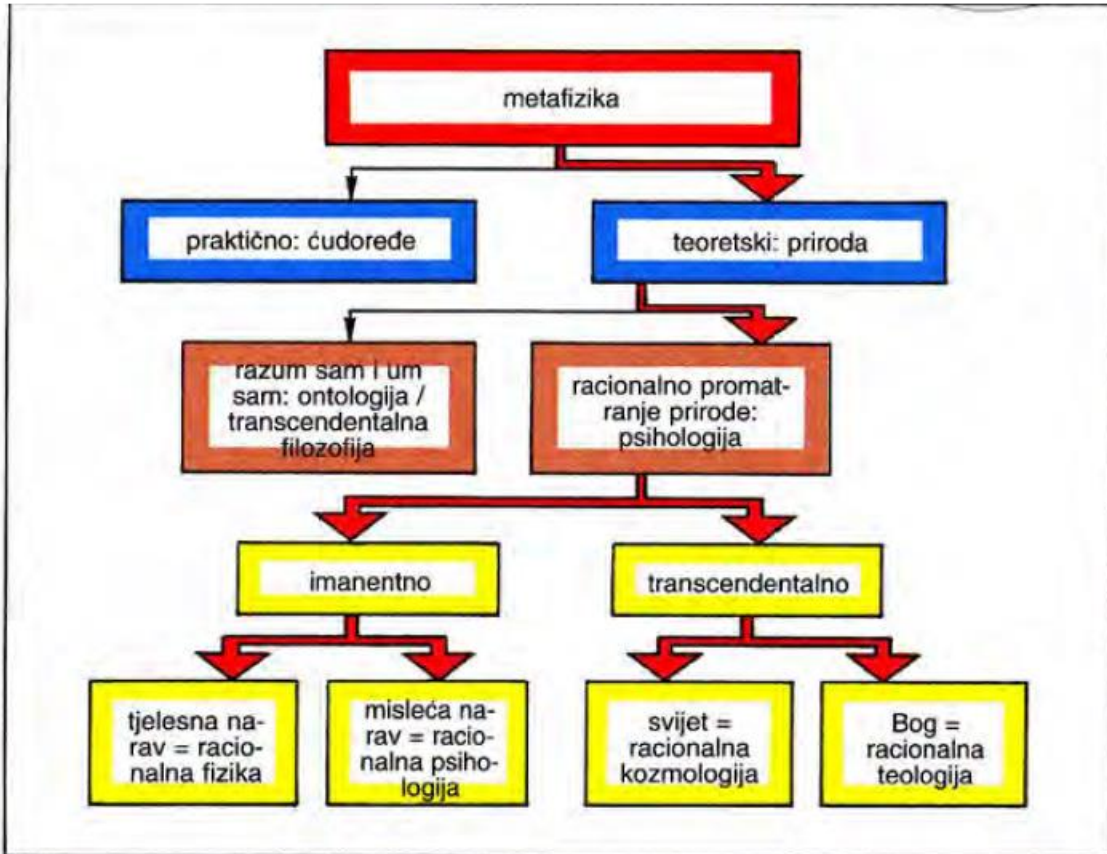 metafizika
praktično: ćudoređe
teoretski: priroda
razum sam i um
sam: ontologija /
transcendentalna
filozofija
racionalno promat-
ranje prirode:
psihologija
imanentno
transcendentalno
tjelesna na-
rav = racio-
nalna fizika
misleća na-
rav = racio-
nalna psiho-
logija
svijet =
racionalna
kozmologija
Bog =
racionalna
teologija